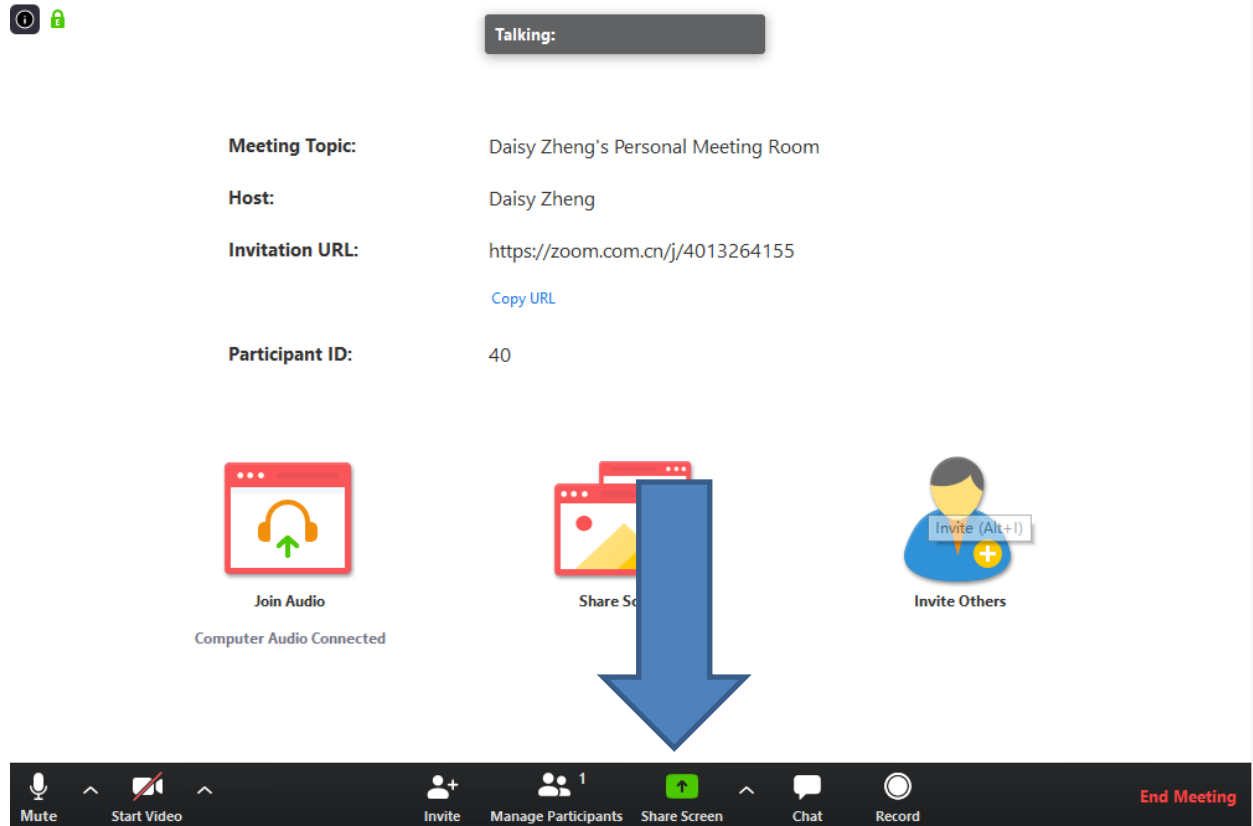 Talking:
Meeting Topic: Daisy Zheng's Personal Meeting Room
Host: Daisy Zheng
Invitation URL: https://zoom.com.cn/j/4013264155
Copy URL
Participant ID: 40
Invite (Alt+I)
Join Audio Share Invite Others
Computer Audio Connected
1
Mute Start Video Invite Manage Participants Share Screen Chat Record End Meeting